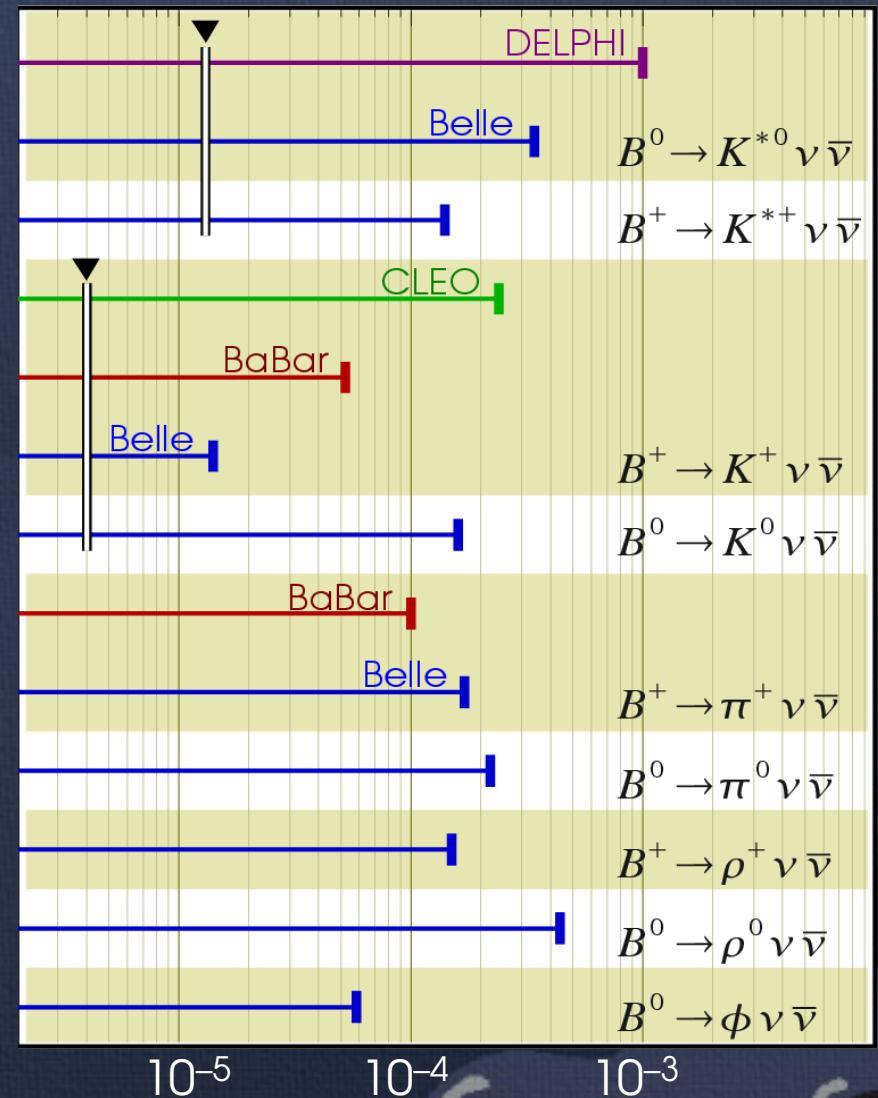 DELPHI
Belle
B⁰ → K*⁰ ν ν̅
B⁺ → K*⁺ ν ν̅
CLEO
BaBar
Belle
B⁺ → K⁺ ν ν̅
B⁰ → K⁰ ν ν̅
BaBar
Belle
B⁺ → π⁺ ν ν̅
B⁰ → π⁰ ν ν̅
B⁺ → ρ⁺ ν ν̅
B⁰ → ρ⁰ ν ν̅
B⁰ → ϕ ν ν̅
10⁻⁵ 10⁻⁴ 10⁻³